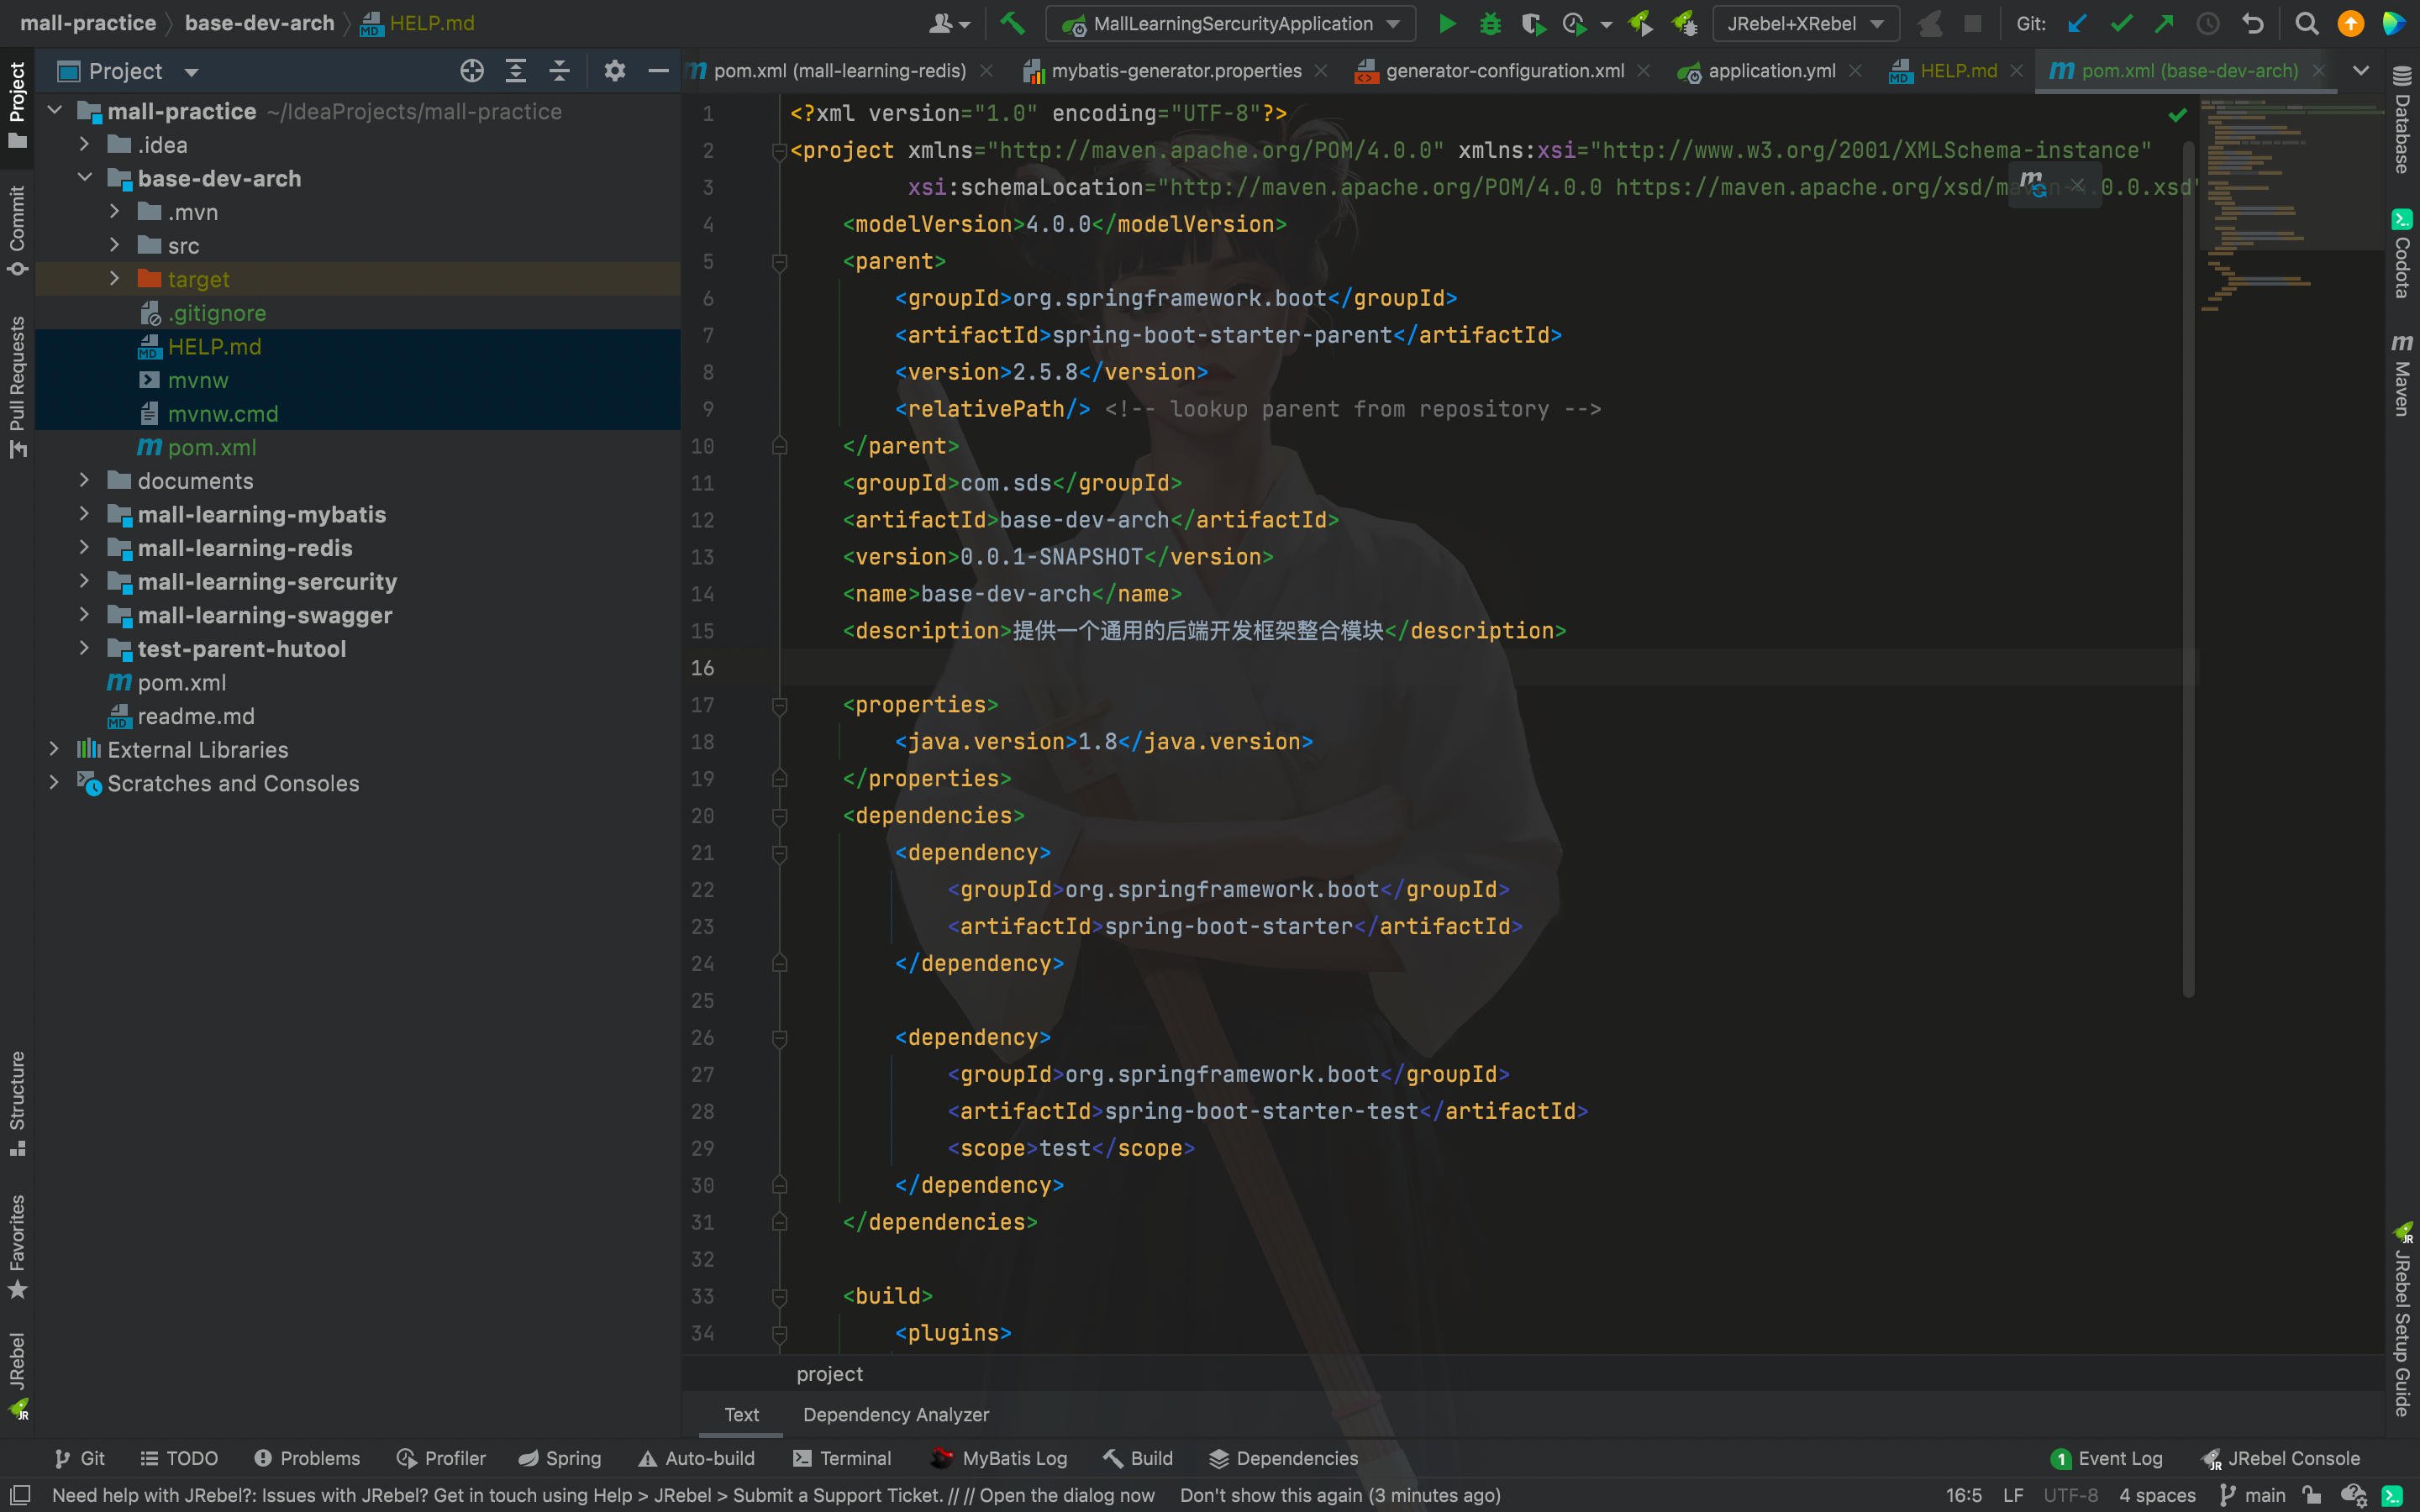 mall-practice base-dev-arch HELP.md
MallLearningSercurityApplication JRebel+XRebel Git:
Project
pom.xml (mall-learning-redis) mybatis-generator.properties generator-configuration.xml application.yml HELP.md pom.xml (base-dev-arch)
Project
Commit
Pull Requests
Structure
Favorites
JRebel
mall-practice ~/IdeaProjects/mall-practice
.idea
base-dev-arch
.mvn
src
target
.gitignore
HELP.md
mvnw
mvnw.cmd
pom.xml
documents
mall-learning-mybatis
mall-learning-redis
mall-learning-sercurity
mall-learning-swagger
test-parent-hutool
pom.xml
readme.md
External Libraries
Scratches and Consoles
1 <?xml version="1.0" encoding="UTF-8"?>
2 <project xmlns="http://maven.apache.org/POM/4.0.0" xmlns:xsi="http://www.w3.org/2001/XMLSchema-instance"
3 xsi:schemaLocation="http://maven.apache.org/POM/4.0.0 https://maven.apache.org/xsd/maven-4.0.0.xsd"
4 <modelVersion>4.0.0</modelVersion>
5 <parent>
6 <groupId>org.springframework.boot</groupId>
7 <artifactId>spring-boot-starter-parent</artifactId>
8 <version>2.5.8</version>
9 <relativePath/> <!-- lookup parent from repository -->
10 </parent>
11 <groupId>com.sds</groupId>
12 <artifactId>base-dev-arch</artifactId>
13 <version>0.0.1-SNAPSHOT</version>
14 <name>base-dev-arch</name>
15 <description>提供一个通用的后端开发框架整合模块</description>
16
17 <properties>
18 <java.version>1.8</java.version>
19 </properties>
20 <dependencies>
21 <dependency>
22 <groupId>org.springframework.boot</groupId>
23 <artifactId>spring-boot-starter</artifactId>
24 </dependency>
25
26 <dependency>
27 <groupId>org.springframework.boot</groupId>
28 <artifactId>spring-boot-starter-test</artifactId>
29 <scope>test</scope>
30 </dependency>
31 </dependencies>
32
33 <build>
34 <plugins>
project
Text Dependency Analyzer
Database
Codota
Maven
JRebel Setup Guide
Git TODO Problems Profiler Spring Auto-build Terminal MyBatis Log Build Dependencies 1 Event Log JRebel Console
Need help with JRebel?: Issues with JRebel? Get in touch using Help > JRebel > Submit a Support Ticket. // // Open the dialog now Don't show this again (3 minutes ago) 16:5 LF UTF-8 4 spaces main